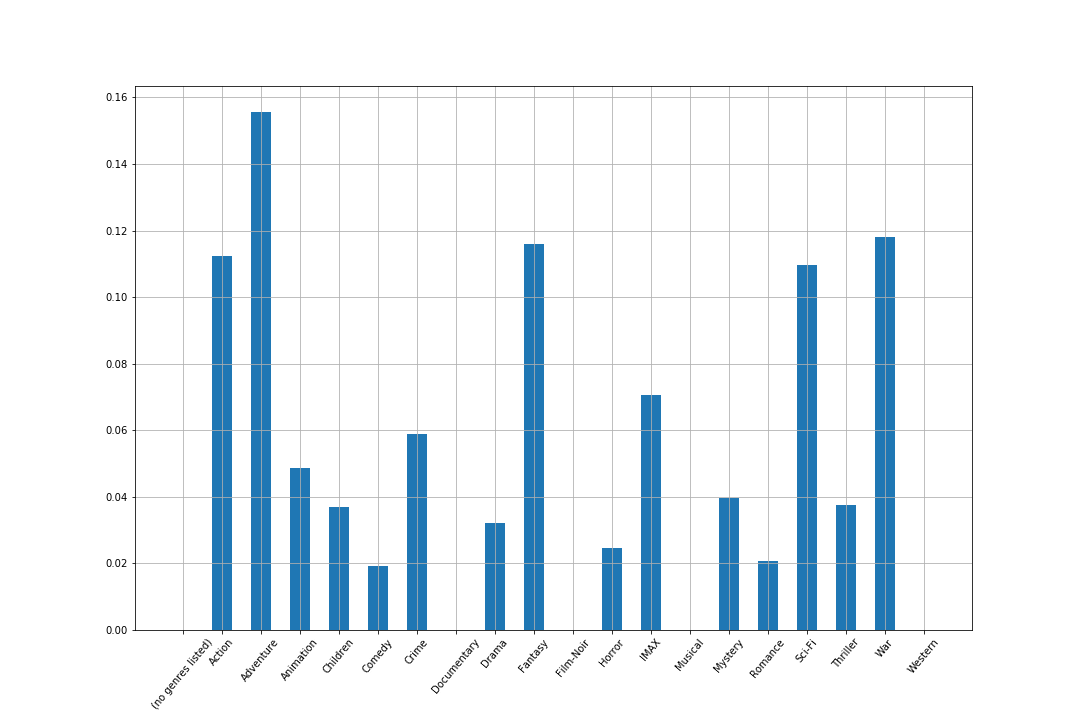 0.16
0.14
0.12
0.10
0.08
0.06
0.04
0.02
0.00
(no genres listed)
Action
Adventure
Animation
Children
Comedy
Crime
Documentary
Drama
Fantasy
Film-Noir
Horror
IMAX
Musical
Mystery
Romance
Sci-Fi
Thriller
War
Western